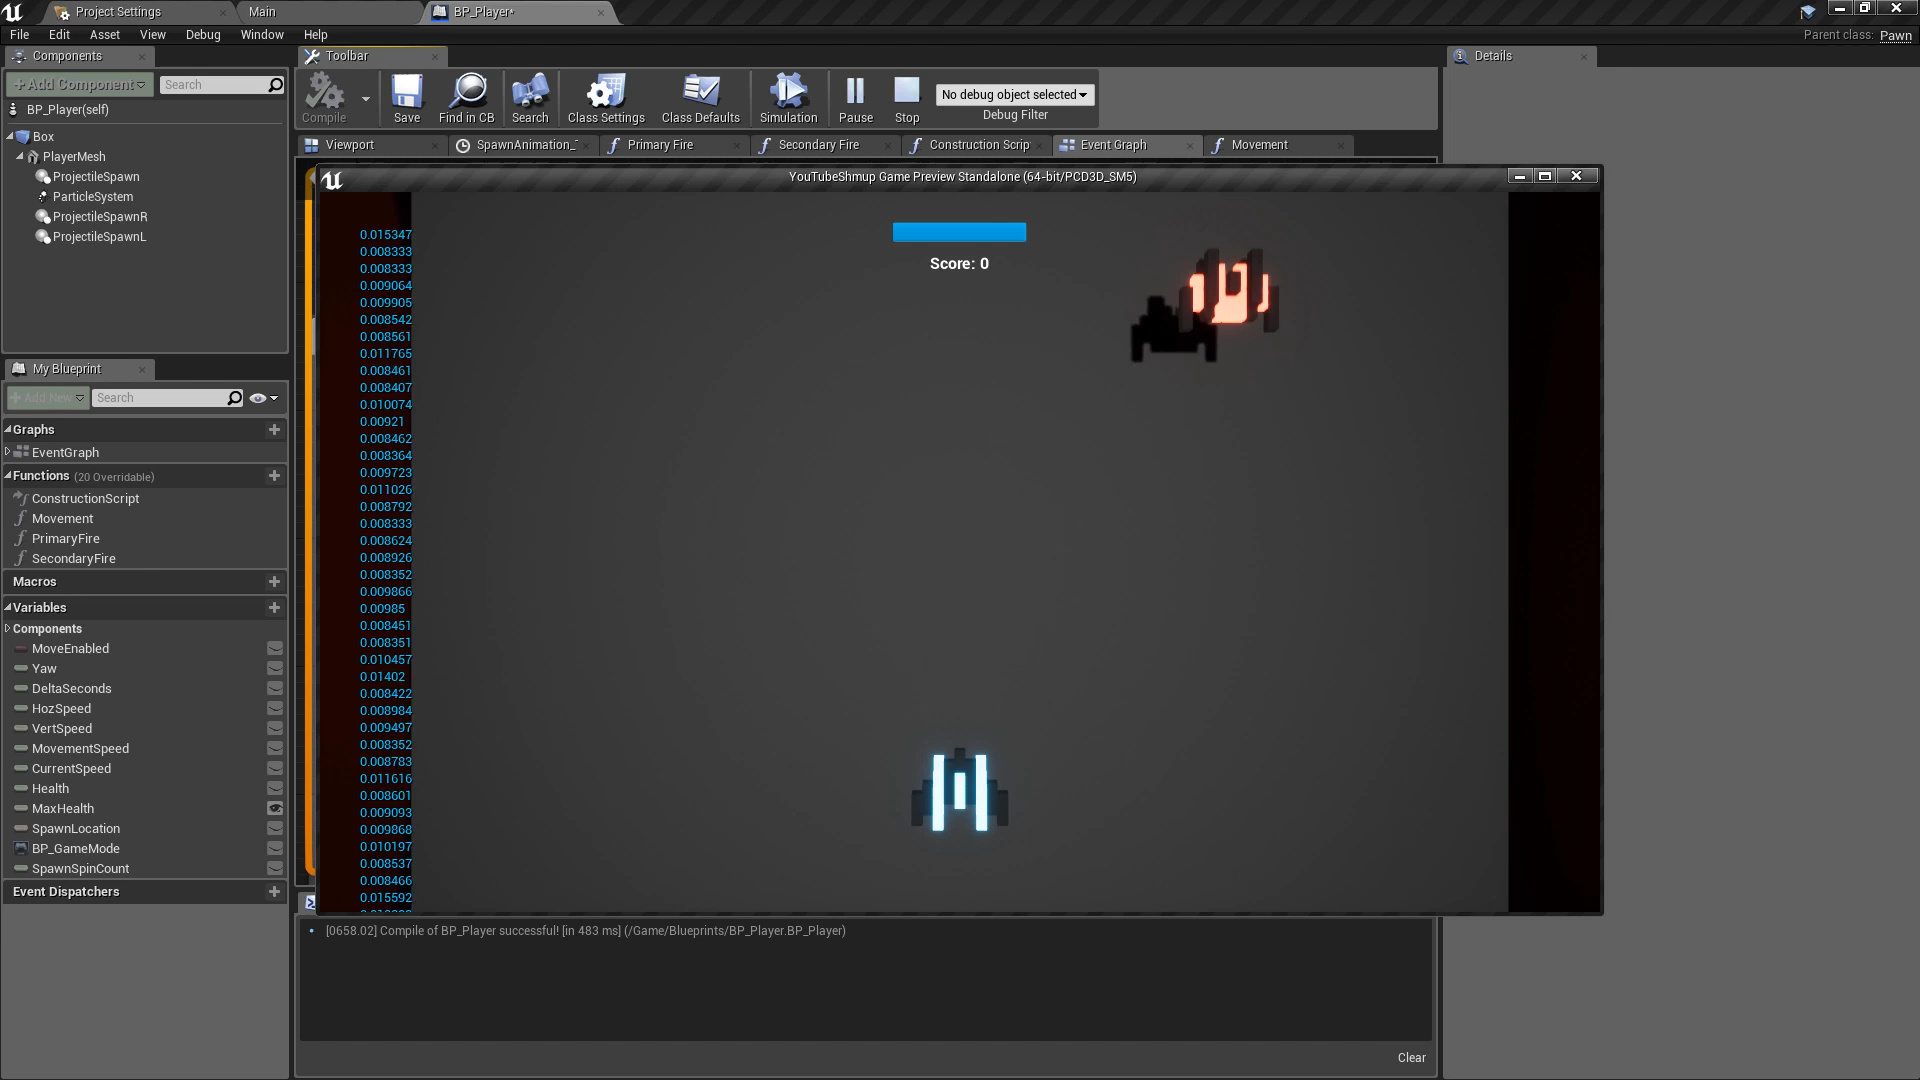 Project Settings
Main
BP_Player*
File Edit Asset View Debug Window Help
Parent class: Pawn
Components
Toolbar
Details
+Add Component
Search
BP_Player(self)
Box
PlayerMesh
ProjectileSpawn
ParticleSystem
ProjectileSpawnR
ProjectileSpawnL
Compile
Save
Find in CB
Search
Class Settings
Class Defaults
Simulation
Pause
Stop
No debug object selected
Debug Filter
Viewport
SpawnAnimation_
Primary Fire
Secondary Fire
Construction Scrip
Event Graph
Movement
YouTubeShmup Game Preview Standalone (64-bit/PCD3D_SM5)
0.015347
0.008333
0.008333
0.009064
0.009905
0.008542
0.008561
0.011765
0.008461
0.008407
0.010074
0.00921
0.008462
0.008364
0.009723
0.011026
0.008792
0.008333
0.008624
0.008926
0.008352
0.009866
0.00985
0.008451
0.008351
0.010457
0.01402
0.008422
0.008984
0.009497
0.008352
0.008783
0.011616
0.008601
0.009093
0.009868
0.010197
0.008537
0.008466
0.015592
Score: 0
My Blueprint
+ Add New
Search
Graphs
EventGraph
Functions (20 Overridable)
ConstructionScript
Movement
PrimaryFire
SecondaryFire
Macros
Variables
Components
MoveEnabled
Yaw
DeltaSeconds
HozSpeed
VertSpeed
MovementSpeed
CurrentSpeed
Health
MaxHealth
SpawnLocation
BP_GameMode
SpawnSpinCount
Event Dispatchers
[0658.02] Compile of BP_Player successful! [in 483 ms] (/Game/Blueprints/BP_Player.BP_Player)
Clear